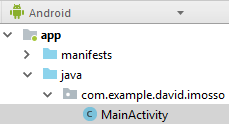 Android
app
manifests
java
com.example.david.imosso
C MainActivity